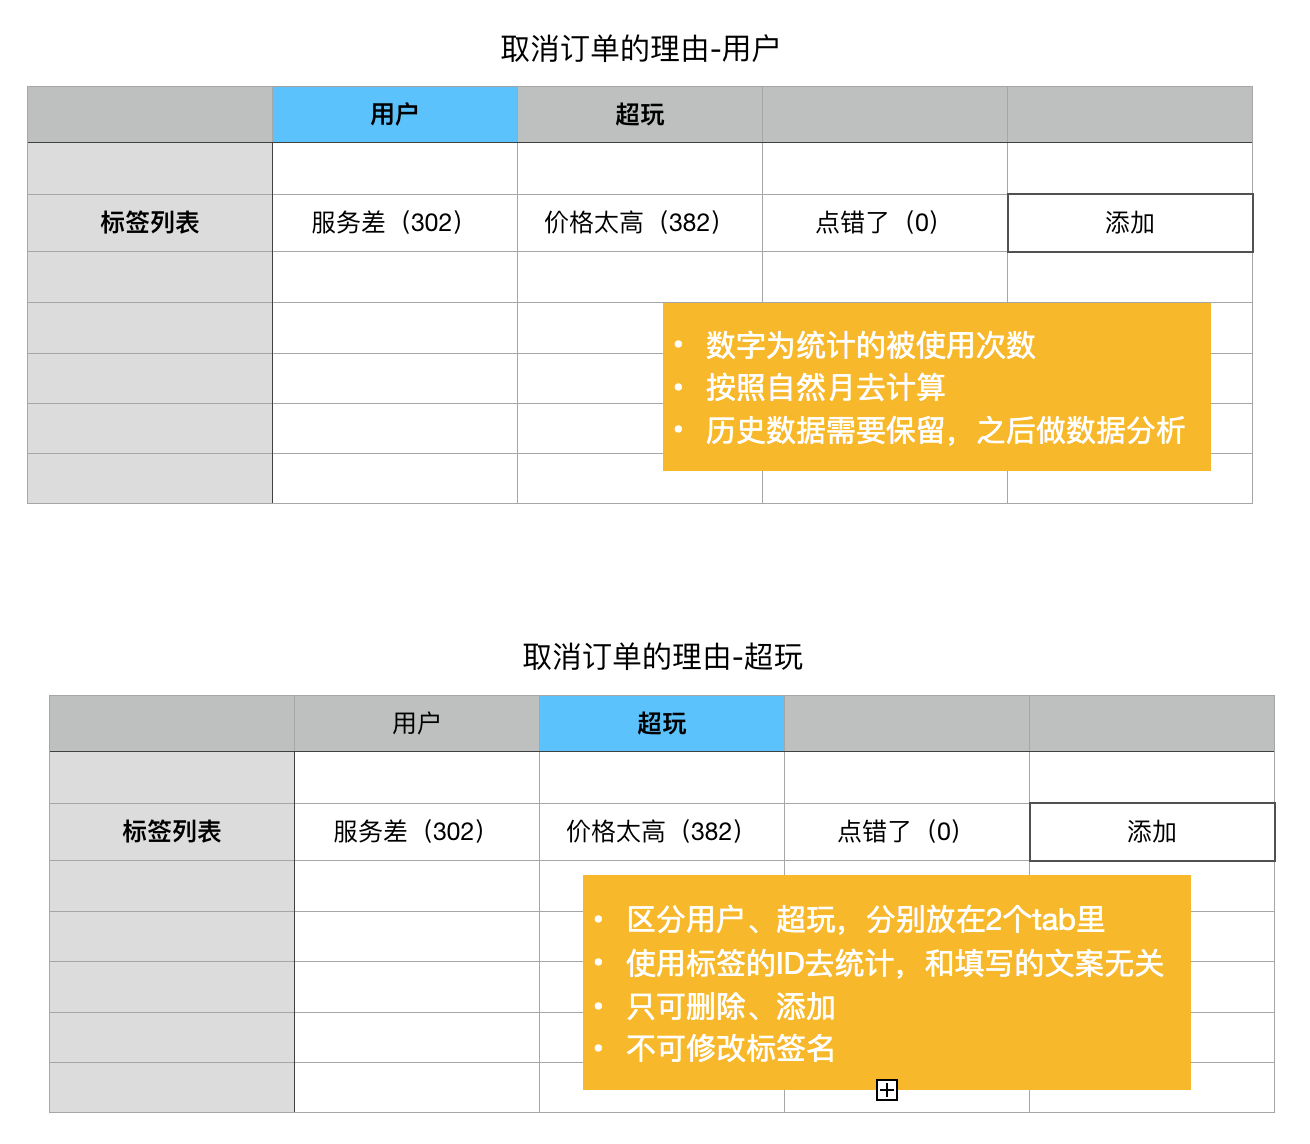 取消订单的理由-用户
用户 超玩
标签列表 服务差（302） 价格太高（382） 点错了（0） 添加
• 数字为统计的被使用次数
• 按照自然月去计算
• 历史数据需要保留，之后做数据分析
取消订单的理由-超玩
用户 超玩
标签列表 服务差（302） 价格太高（382） 点错了（0） 添加
• 区分用户、超玩，分别放在2个tab里
• 使用标签的ID去统计，和填写的文案无关
• 只可删除、添加
• 不可修改标签名